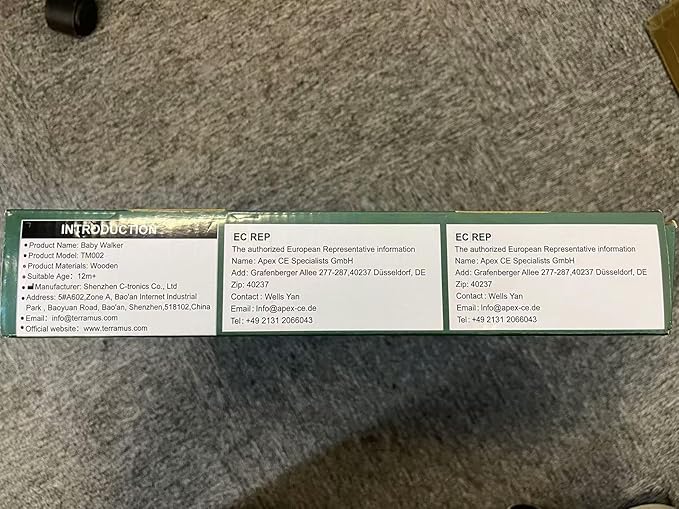 INTRODUCTION
Product Name: Baby Walker
Product Model: TM002
Product Materials: Wooden
Suitable Age: 12m+
Manufacturer: Shenzhen C-tronics Co., Ltd
Address: 5#A602,Zone A, Bao'an Internet Industrial
Park , Baoyuan Road, Bao'an, Shenzhen,518102,China
Email: info@terramus.com
Official website: www.terramus.com
EC REP
The authorized European Representative information
Name: Apex CE Specialists GmbH
Add: Grafenberger Allee 277-287,40237 Düsseldorf, DE
Zip: 40237
Contact : Wells Yan
Email : Info@apex-ce.de
Tel : +49 2131 2066043
EC REP
The authorized European Representative information
Name : Apex CE Specialists GmbH
Add: Grafenberger Allee 277-287,40237 Düsseldorf, DE
Zip: 40237
Contact : Wells Yan
Email : Info@apex-ce.de
Tel : +49 2131 2066043